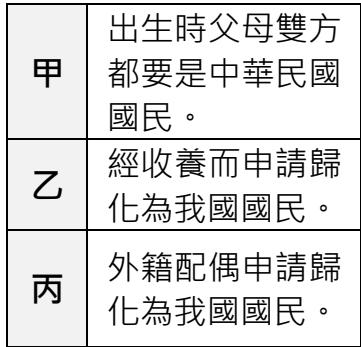 甲
出生時父母雙方
都要是中華民國
國民。
乙
經收養而申請歸
化為我國國民。
丙
外籍配偶申請歸
化為我國國民。